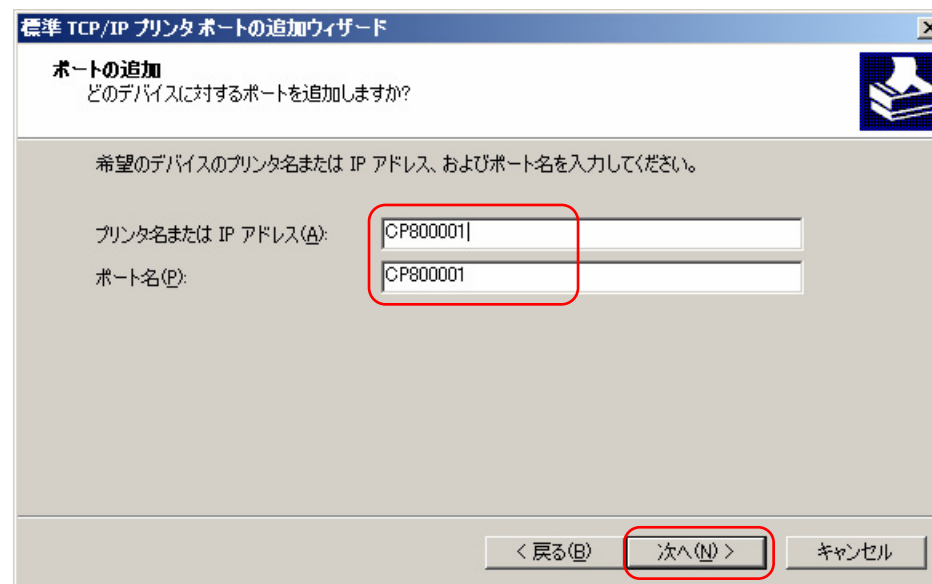 標準 TCP/IP プリンタ ポートの追加ウィザード
ポートの追加
どのデバイスに対するポートを追加しますか?
希望のデバイスのプリンタ名または IP アドレス、およびポート名を入力してください。
プリンタ名または IP アドレス(A): CP800001
ポート名(P): CP800001
< 戻る(B) 次へ(N) > キャンセル